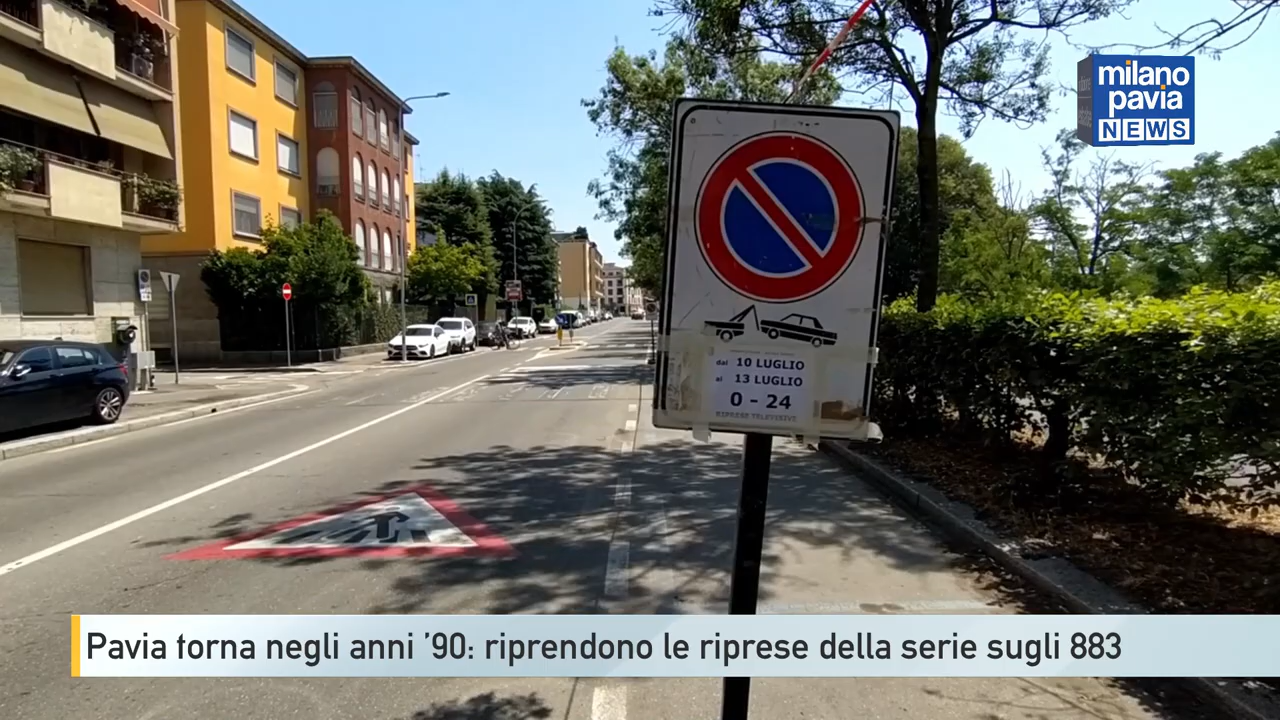 milano
pavia
NEWS
dal 10 LUGLIO
al 13 LUGLIO
0 - 24
RIPRESE TELEVISIVE
Pavia torna negli anni ’90: riprendono le riprese della serie sugli 883